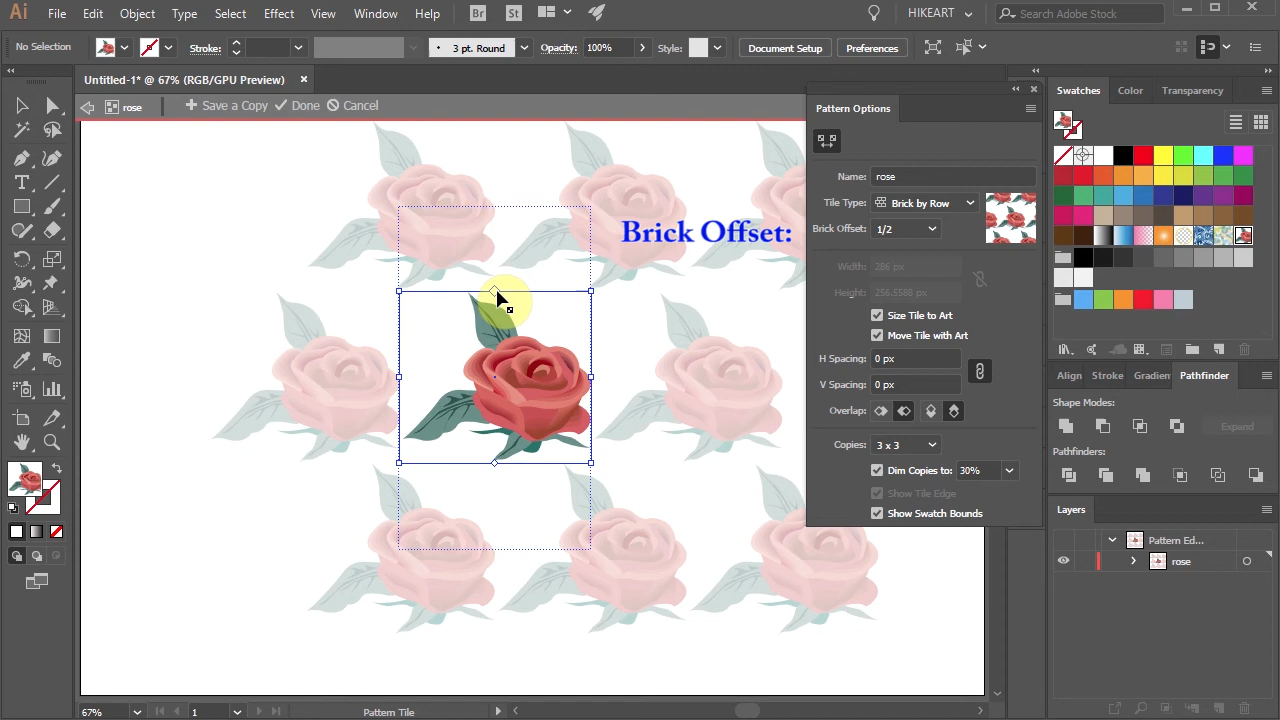 Ai File Edit Object Type Select Effect View Window Help Br St HIKEART Search Adobe Stock
No Selection Stroke: 3 pt. Round Opacity: 100% Style: Document Setup Preferences
Untitled-1* @ 67% (RGB/GPU Preview)
rose Save a Copy Done Cancel
Brick Offset:
Pattern Options
Name: rose
Tile Type: Brick by Row
Brick Offset: 1/2
Width: 286 px
Height: 256.5588 px
Size Tile to Art
Move Tile with Art
H Spacing: 0 px
V Spacing: 0 px
Overlap:
Copies: 3 x 3
Dim Copies to: 30%
Show Tile Edge
Show Swatch Bounds
Swatches Color Transparency
Align Stroke Gradien Pathfinder
Shape Modes:
Expand
Pathfinders:
Layers
Pattern Ed...
rose
67% 1 Pattern Tile